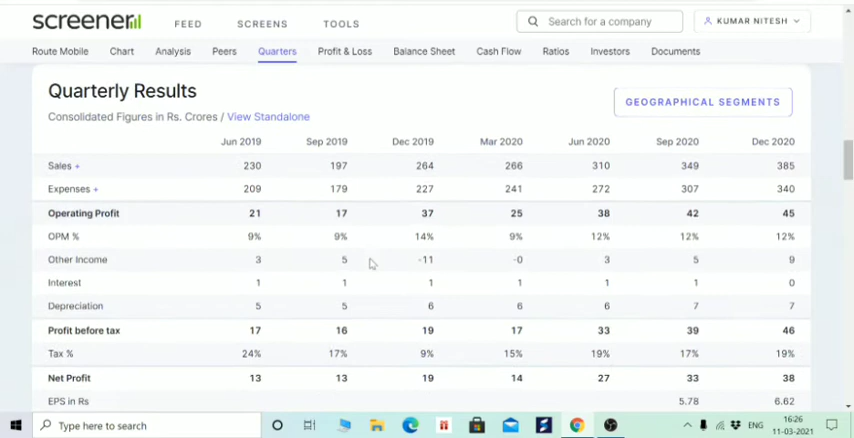 screener
FEED SCREENS TOOLS Search for a company KUMAR NITESH
Route Mobile Chart Analysis Peers Quarters Profit & Loss Balance Sheet Cash Flow Ratios Investors Documents
Quarterly Results
GEOGRAPHICAL SEGMENTS
Consolidated Figures in Rs. Crores / View Standalone
Jun 2019 Sep 2019 Dec 2019 Mar 2020 Jun 2020 Sep 2020 Dec 2020
Sales + 230 197 264 266 310 349 385
Expenses + 209 179 227 241 272 307 340
Operating Profit 21 17 37 25 38 42 45
OPM % 9% 9% 14% 9% 12% 12% 12%
Other Income 3 5 -11 -0 3 5 9
Interest 1 1 1 1 1 1 0
Depreciation 5 5 6 6 6 7 7
Profit before tax 17 16 19 17 33 39 46
Tax % 24% 17% 9% 15% 19% 17% 19%
Net Profit 13 13 19 14 27 33 38
EPS in Rs 5.78 6.62
Type here to search
ENG
16:26
11-03-2021